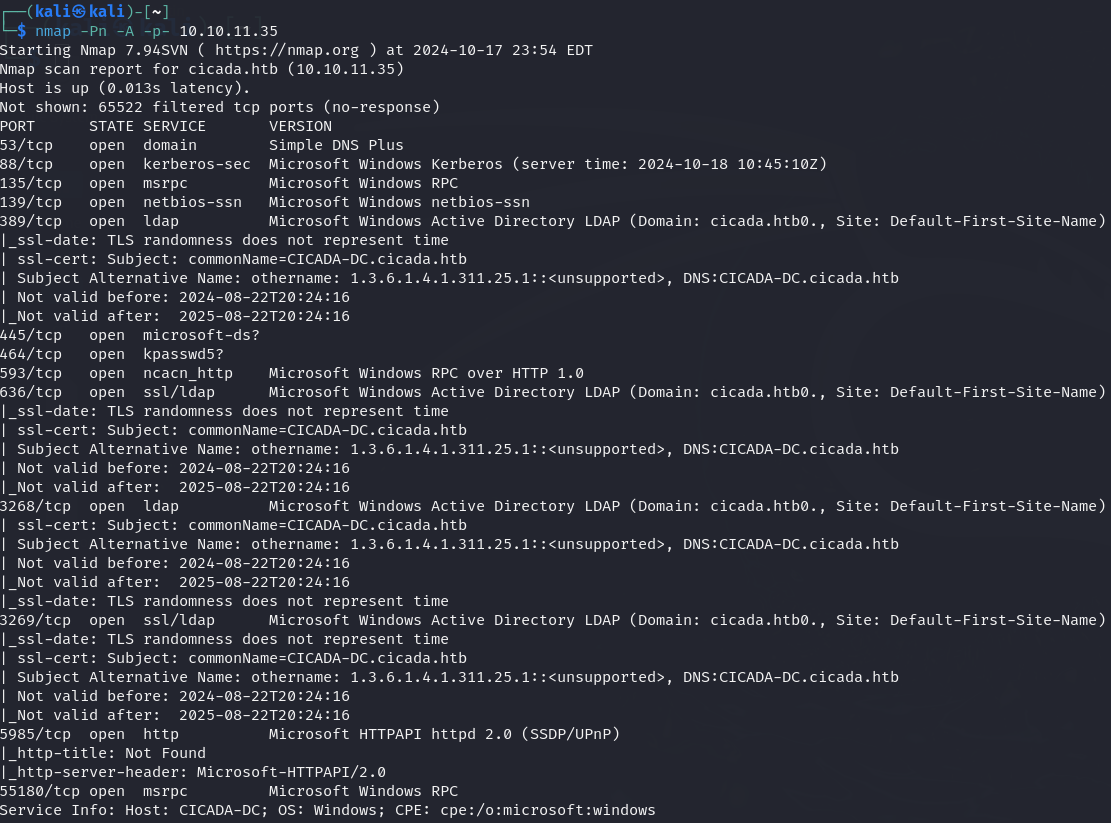 ┌──(kali㉿kali)-[~]
└─$ nmap -Pn -A -p- 10.10.11.35
Starting Nmap 7.94SVN ( https://nmap.org ) at 2024-10-17 23:54 EDT
Nmap scan report for cicada.htb (10.10.11.35)
Host is up (0.013s latency).
Not shown: 65522 filtered tcp ports (no-response)
PORT      STATE SERVICE       VERSION
53/tcp    open  domain        Simple DNS Plus
88/tcp    open  kerberos-sec  Microsoft Windows Kerberos (server time: 2024-10-18 10:45:10Z)
135/tcp   open  msrpc         Microsoft Windows RPC
139/tcp   open  netbios-ssn   Microsoft Windows netbios-ssn
389/tcp   open  ldap          Microsoft Windows Active Directory LDAP (Domain: cicada.htb0., Site: Default-First-Site-Name)
|_ssl-date: TLS randomness does not represent time
| ssl-cert: Subject: commonName=CICADA-DC.cicada.htb
| Subject Alternative Name: othername: 1.3.6.1.4.1.311.25.1::<unsupported>, DNS:CICADA-DC.cicada.htb
| Not valid before: 2024-08-22T20:24:16
|_Not valid after:  2025-08-22T20:24:16
445/tcp   open  microsoft-ds?
464/tcp   open  kpasswd5?
593/tcp   open  ncacn_http    Microsoft Windows RPC over HTTP 1.0
636/tcp   open  ssl/ldap      Microsoft Windows Active Directory LDAP (Domain: cicada.htb0., Site: Default-First-Site-Name)
|_ssl-date: TLS randomness does not represent time
| ssl-cert: Subject: commonName=CICADA-DC.cicada.htb
| Subject Alternative Name: othername: 1.3.6.1.4.1.311.25.1::<unsupported>, DNS:CICADA-DC.cicada.htb
| Not valid before: 2024-08-22T20:24:16
|_Not valid after:  2025-08-22T20:24:16
3268/tcp  open  ldap          Microsoft Windows Active Directory LDAP (Domain: cicada.htb0., Site: Default-First-Site-Name)
| ssl-cert: Subject: commonName=CICADA-DC.cicada.htb
| Subject Alternative Name: othername: 1.3.6.1.4.1.311.25.1::<unsupported>, DNS:CICADA-DC.cicada.htb
| Not valid before: 2024-08-22T20:24:16
|_Not valid after:  2025-08-22T20:24:16
|_ssl-date: TLS randomness does not represent time
3269/tcp  open  ssl/ldap      Microsoft Windows Active Directory LDAP (Domain: cicada.htb0., Site: Default-First-Site-Name)
|_ssl-date: TLS randomness does not represent time
| ssl-cert: Subject: commonName=CICADA-DC.cicada.htb
| Subject Alternative Name: othername: 1.3.6.1.4.1.311.25.1::<unsupported>, DNS:CICADA-DC.cicada.htb
| Not valid before: 2024-08-22T20:24:16
|_Not valid after:  2025-08-22T20:24:16
5985/tcp  open  http          Microsoft HTTPAPI httpd 2.0 (SSDP/UPnP)
|_http-title: Not Found
|_http-server-header: Microsoft-HTTPAPI/2.0
55180/tcp open  msrpc         Microsoft Windows RPC
Service Info: Host: CICADA-DC; OS: Windows; CPE: cpe:/o:microsoft:windows